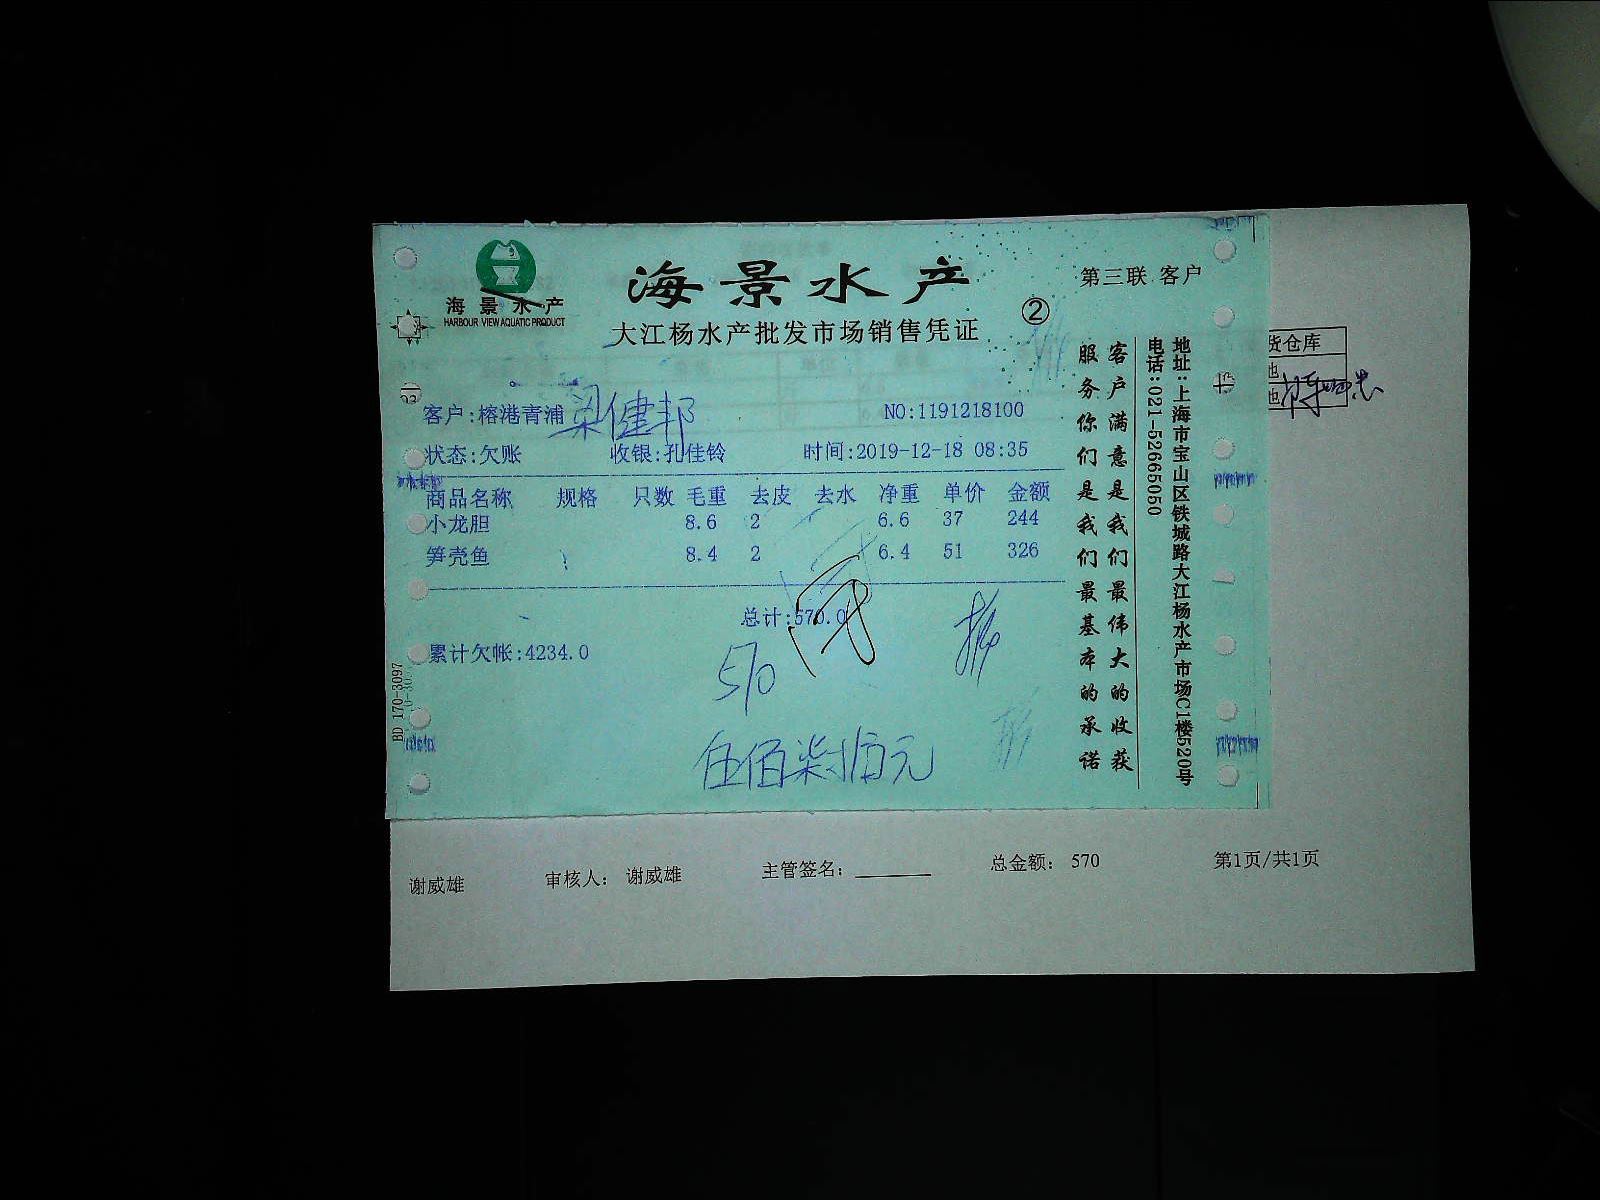 海景水产
HARBOUR VIEW AQUATIC PRODUCT
海景水产
大江杨水产批发市场销售凭证
②
第三联 客户
客户:榕港青浦 梁健邦
NO:1191218100
状态:欠账 收银:孔佳铃 时间:2019-12-18 08:35
商品名称 规格 只数 毛重 去皮 去水 净重 单价 金额
小龙胆 8.6 2 6.6 37 244
笋壳鱼 8.4 2 6.4 51 326
总计:570.0
累计欠帐:4234.0
570
伍佰柒拾元
客户满意是我们最伟大的收获
服务你们是我们最基本的承诺
地址:上海市宝山区铁城路大江杨水产市场C1楼520号
电话:021-52665050
BD 170-3097
货仓库
谢威雄 审核人: 谢威雄 主管签名: 总金额: 570 第1页/共1页